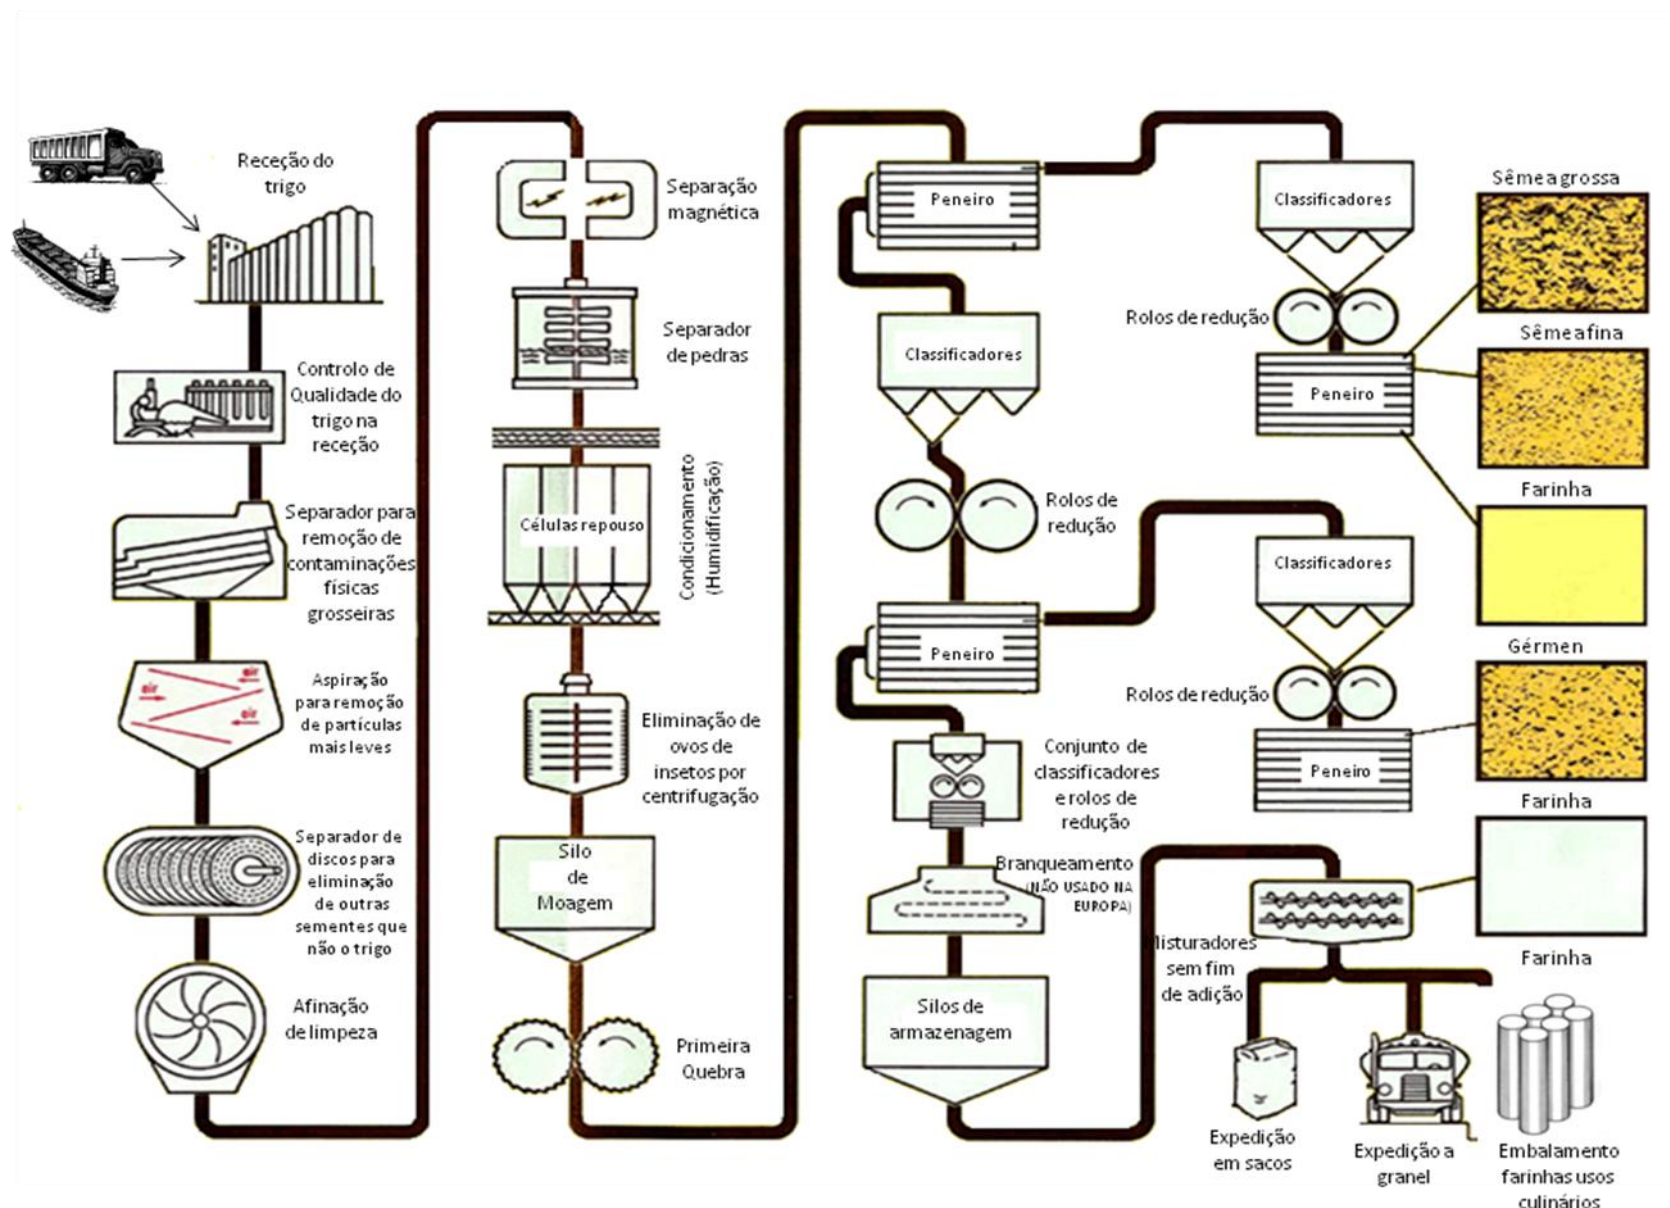 Receção do
trigo
Controlo de
Qualidade do
trigo na
receção
Separador para
remoção de
contaminações
físicas
grosseiras
air
air
air
Aspiração
para remoção
de partículas
mais leves
Separador de
discos para
eliminação
de outras
sementes que
não o trigo
Afinação
de limpeza
Separação
magnética
Separador
de pedras
Células repouso
Condicionamento
(Humidificação)
Eliminação de
ovos de
insetos por
centrifugação
Silo
de
Moagem
Primeira
Quebra
Peneiro
Classificadores
Rolos de
redução
Peneiro
Conjunto de
classificadores
e rolos de
redução
Branqueamento
(NÃO USADO NA
EUROPA)
Silos de
armazenagem
Classificadores
Rolos de redução
Peneiro
Classificadores
Rolos de redução
Peneiro
listuradores
sem fim
de adição
Sêmea grossa
Sêmea fina
Farinha
Gérmen
Farinha
Farinha
Expedição
em sacos
Expedição a
granel
Embalamento
farinhas usos
culinários